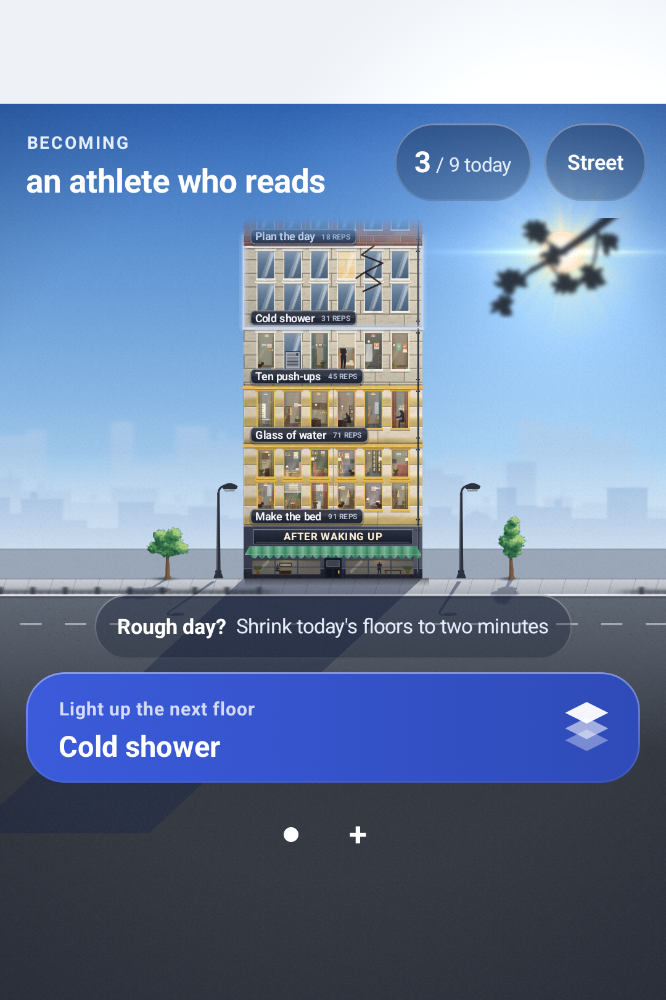 BECOMING
an athlete who reads
3 / 9 today
Street
Plan the day 18 REPS
Cold shower 31 REPS
Ten push-ups 45 REPS
Glass of water 71 REPS
Make the bed 91 REPS
AFTER WAKING UP
Rough day? Shrink today's floors to two minutes
Light up the next floor
Cold shower